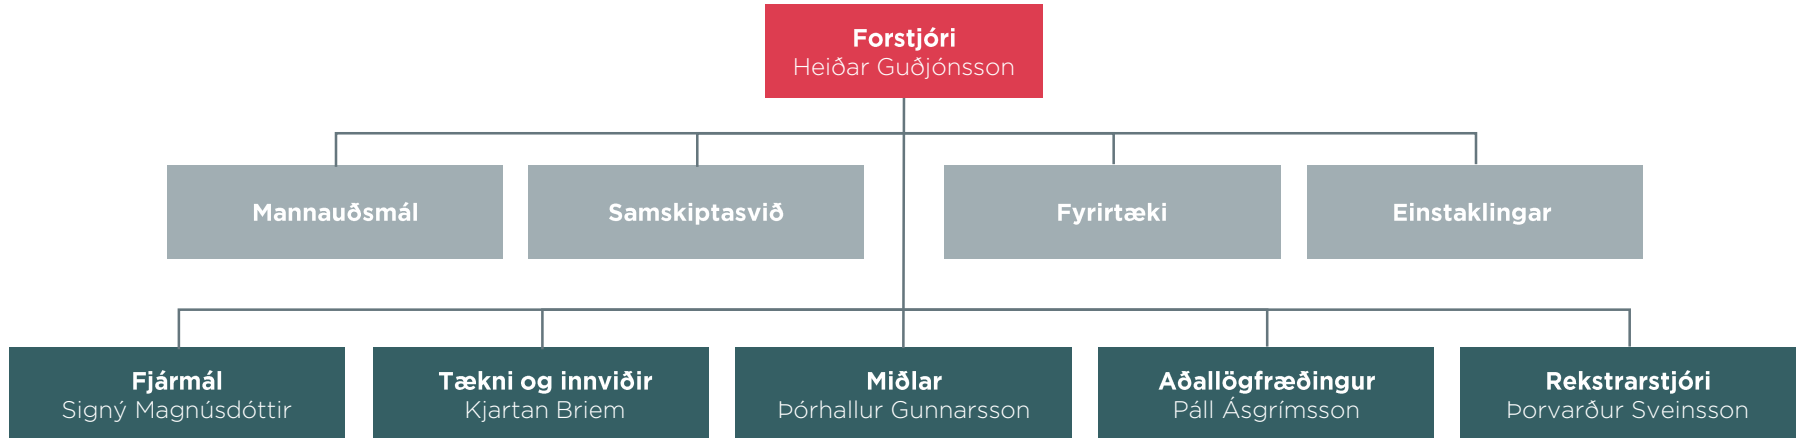 Forstjóri
Heiðar Guðjónsson
Mannauðsmál
Samskiptasvið
Fyrirtæki
Einstaklingar
Fjármál
Signý Magnúsdóttir
Tækni og innviðir
Kjartan Briem
Miðlar
Þórhallur Gunnarsson
Aðallögfræðingur
Páll Ásgrímsson
Rekstrarstjóri
Þorvarður Sveinsson